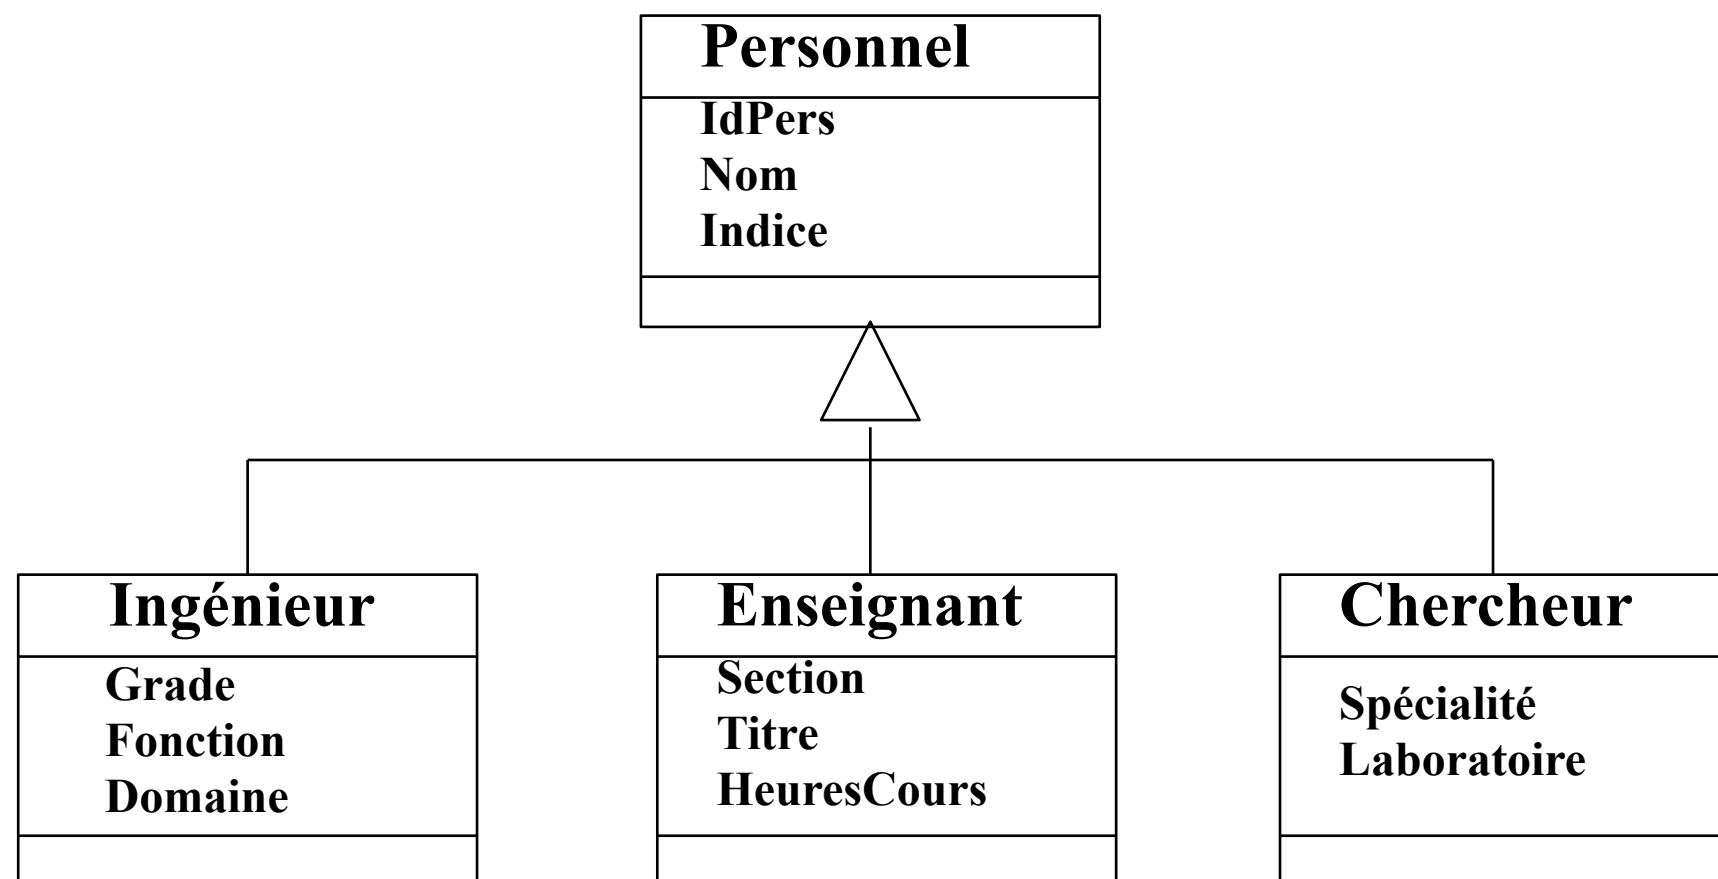 Personnel
IdPers
Nom
Indice
Ingénieur
Grade
Fonction
Domaine
Enseignant
Section
Titre
HeuresCours
Chercheur
Spécialité
Laboratoire